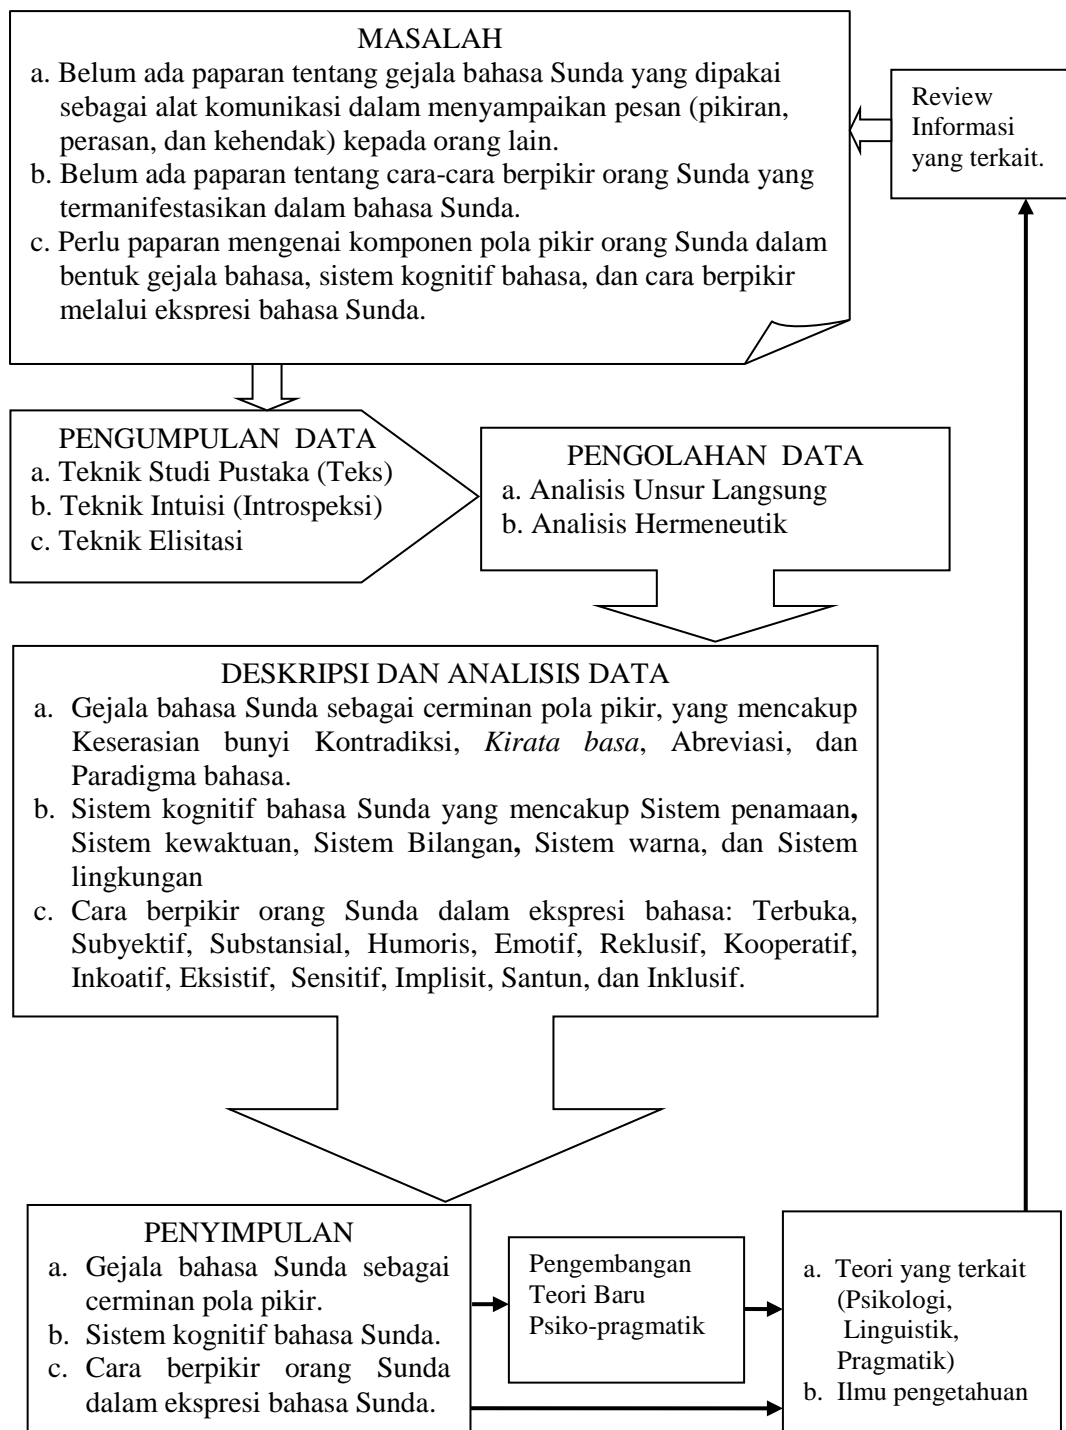 MASALAH
a. Belum ada paparan tentang gejala bahasa Sunda yang dipakai
sebagai alat komunikasi dalam menyampaikan pesan (pikiran,
perasan, dan kehendak) kepada orang lain.
b. Belum ada paparan tentang cara-cara berpikir orang Sunda yang
termanifestasikan dalam bahasa Sunda.
c. Perlu paparan mengenai komponen pola pikir orang Sunda dalam
bentuk gejala bahasa, sistem kognitif bahasa, dan cara berpikir
melalui ekspresi bahasa Sunda.
Review
Informasi
yang terkait.
PENGUMPULAN DATA
a. Teknik Studi Pustaka (Teks)
b. Teknik Intuisi (Introspeksi)
c. Teknik Elisitasi
PENGOLAHAN DATA
a. Analisis Unsur Langsung
b. Analisis Hermeneutik
DESKRIPSI DAN ANALISIS DATA
a. Gejala bahasa Sunda sebagai cerminan pola pikir, yang mencakup
Keserasian bunyi Kontradiksi, Kirata basa, Abreviasi, dan
Paradigma bahasa.
b. Sistem kognitif bahasa Sunda yang mencakup Sistem penamaan,
Sistem kewaktuan, Sistem Bilangan, Sistem warna, dan Sistem
lingkungan
c. Cara berpikir orang Sunda dalam ekspresi bahasa: Terbuka,
Subyektif, Substansial, Humoris, Emotif, Reklusif, Kooperatif,
Inkoatif, Eksistif, Sensitif, Implisit, Santun, dan Inklusif.
PENYIMPULAN
a. Gejala bahasa Sunda sebagai
cerminan pola pikir.
b. Sistem kognitif bahasa Sunda.
c. Cara berpikir orang Sunda
dalam ekspresi bahasa Sunda.
Pengembangan
Teori Baru
Psiko-pragmatik
a. Teori yang terkait
(Psikologi,
Linguistik,
Pragmatik)
b. Ilmu pengetahuan